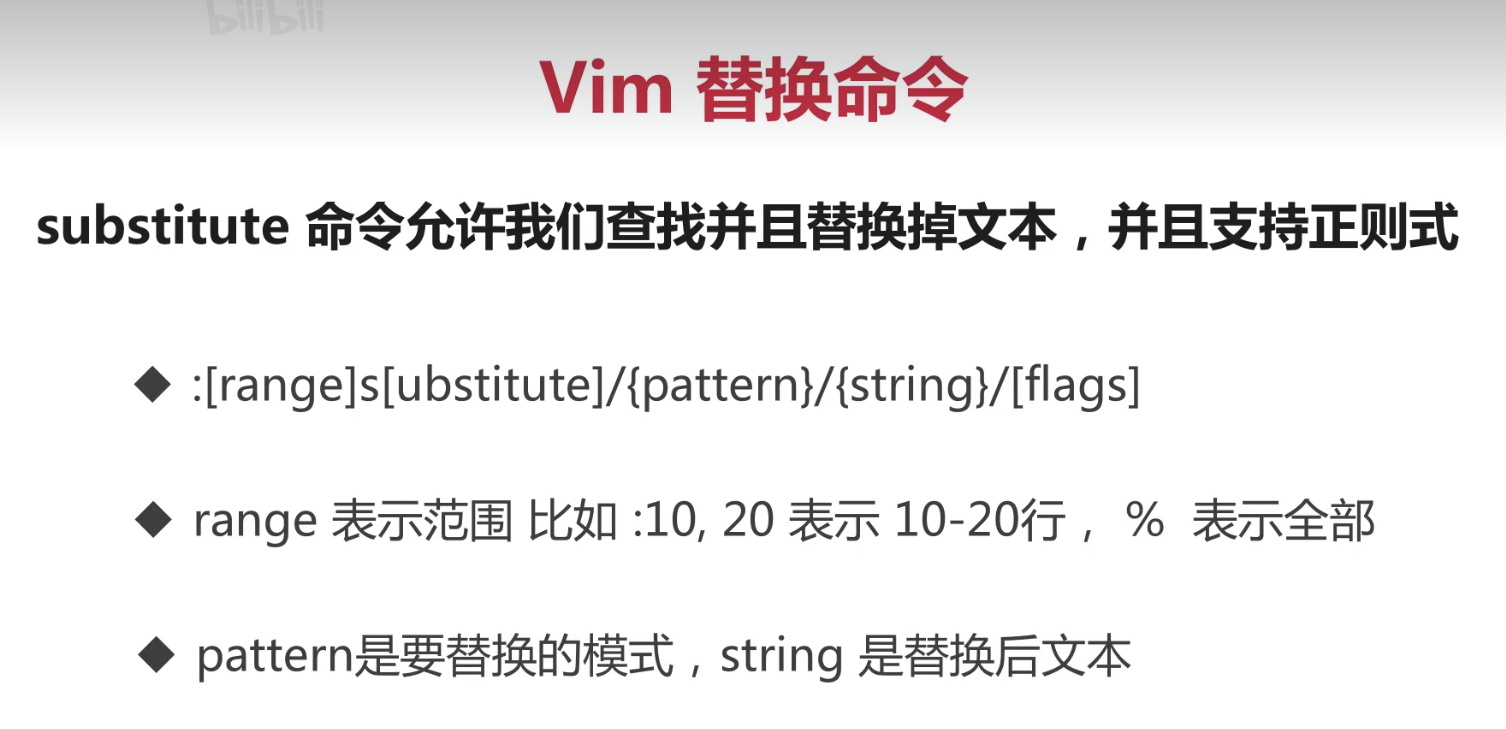 bilibili
Vim 替换命令
substitute 命令允许我们查找并且替换掉文本，并且支持正则式
◆ :[range]s[ubstitute]/{pattern}/{string}/[flags]
◆ range 表示范围 比如 :10, 20 表示 10-20行， % 表示全部
◆ pattern是要替换的模式，string 是替换后文本